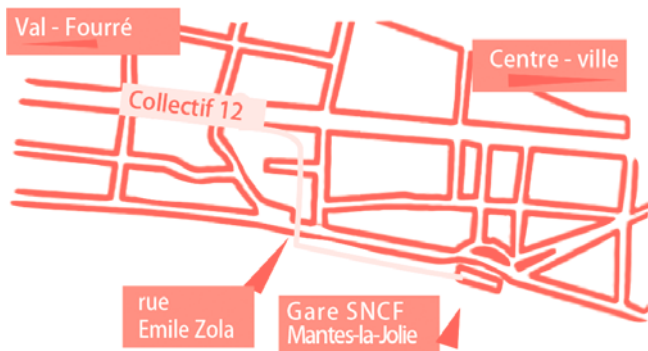 Val - Fourré
Centre - ville
Collectif 12
rue
Emile Zola
Gare SNCF
Mantes-la-Jolie